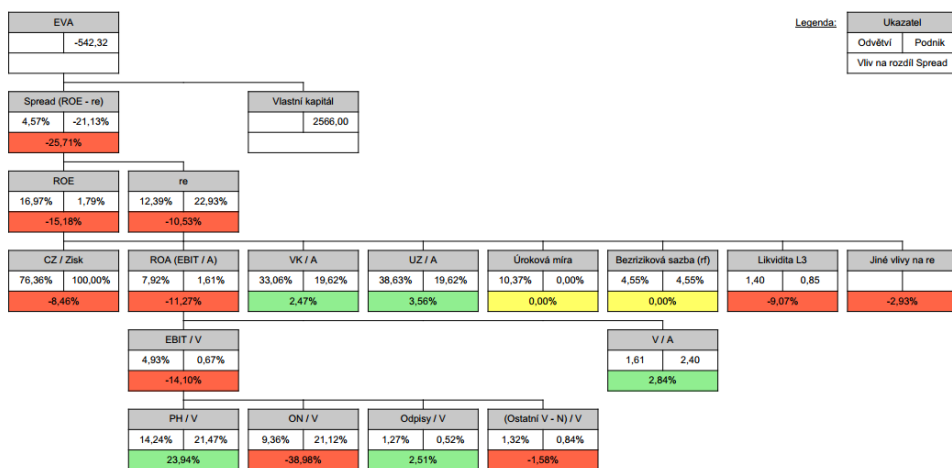 EVA
-542,32
Legenda:
Ukazatel
Odvětví Podnik
Vliv na rozdíl Spread
Spread (ROE - re)
4,57% -21,13%
-25,71%
Vlastní kapitál
2566,00
ROE
16,97% 1,79%
-15,18%
re
12,39% 22,93%
-10,53%
CZ / Zisk
76,36% 100,00%
-8,46%
ROA (EBIT / A)
7,92% 1,61%
-11,27%
VK / A
33,06% 19,62%
2,47%
UZ / A
38,63% 19,62%
3,56%
Úroková míra
10,37% 0,00%
0,00%
Bezriziková sazba (rf)
4,55% 4,55%
0,00%
Likvidita L3
1,40 0,85
-9,07%
Jiné vlivy na re
-2,93%
EBIT / V
4,93% 0,67%
-14,10%
V / A
1,61 2,40
2,84%
PH / V
14,24% 21,47%
23,94%
ON / V
9,36% 21,12%
-38,98%
Odpisy / V
1,27% 0,52%
2,51%
(Ostatní V - N) / V
1,32% 0,84%
-1,58%